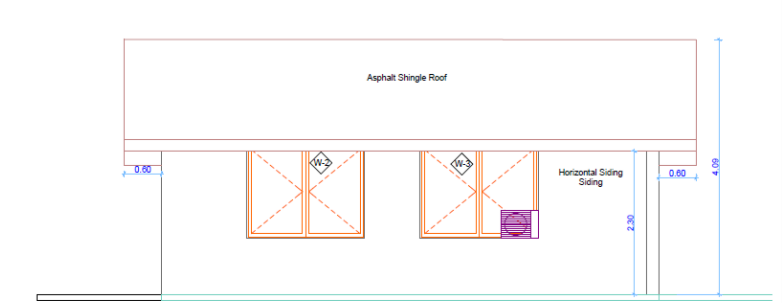 Asphalt Shingle Roof
W-2
W-3
0.60
Horizontal Siding
Siding
0.60
4.09
2.30